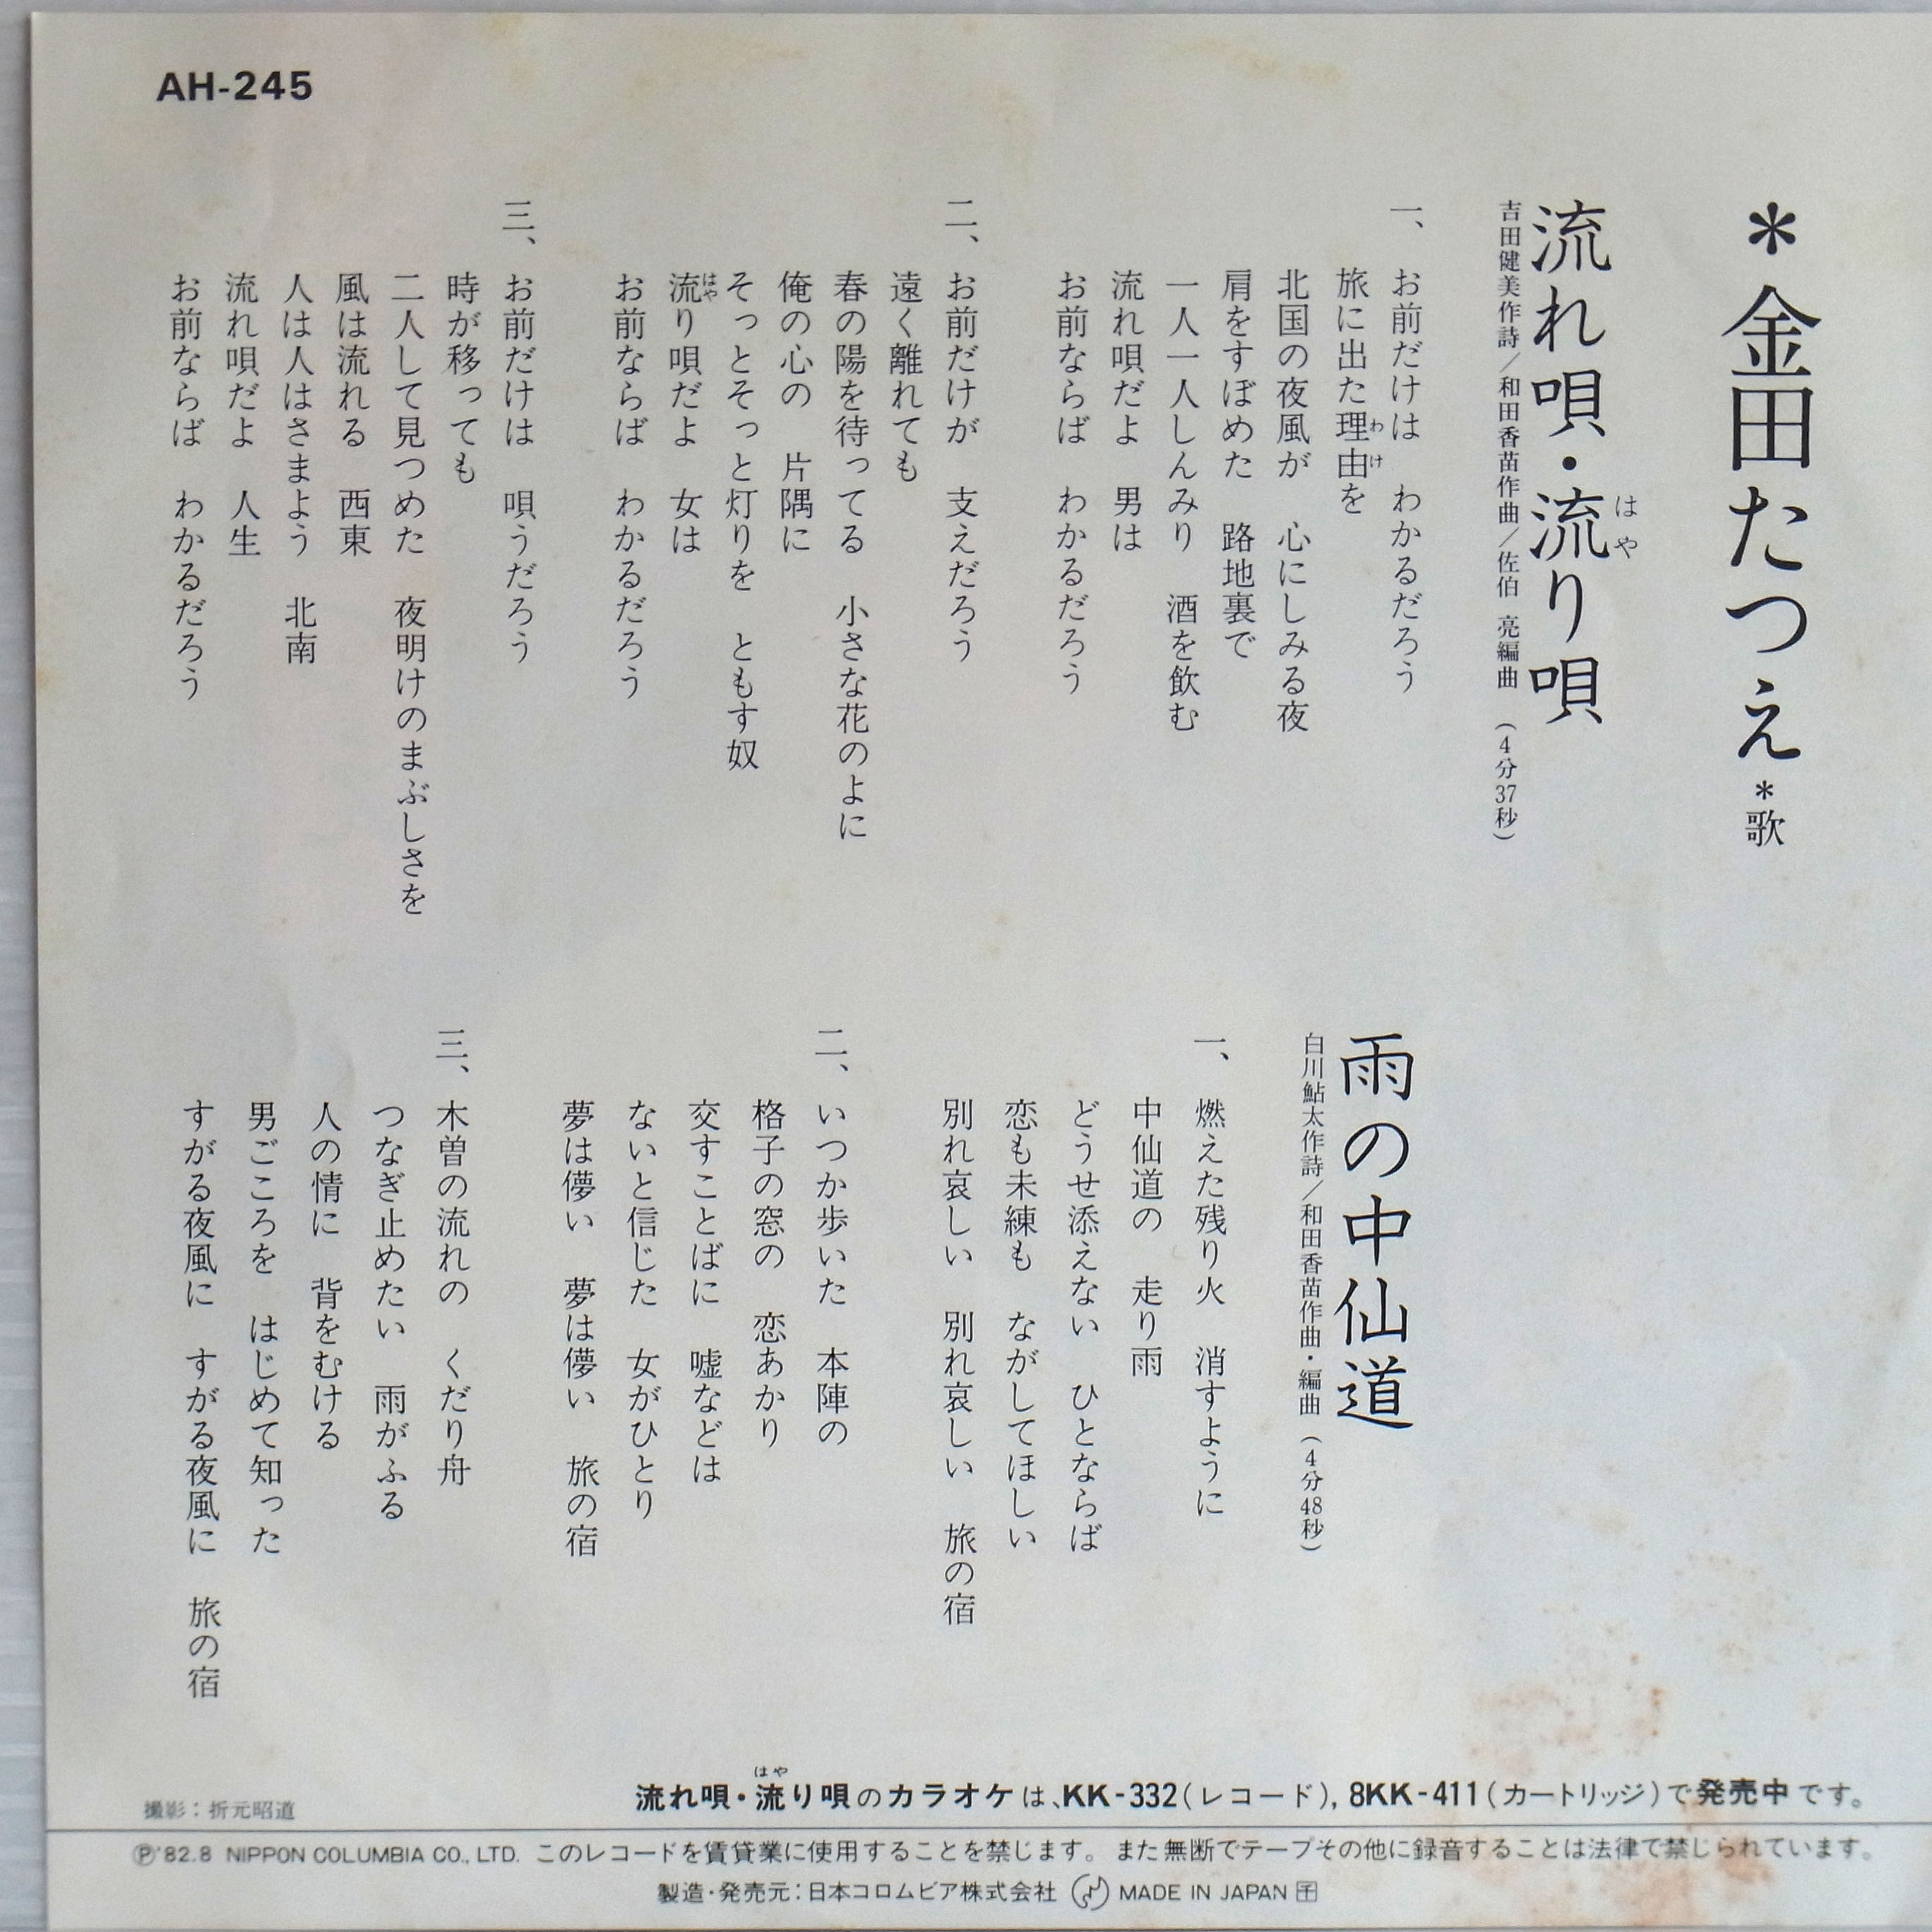 AH-245
*金田たつえ*歌
流れ唄・流り唄
はや
吉田健美作詩/和田香苗作曲/佐伯 亮編曲 (4分37秒)
一、お前だけは わかるだろう
旅に出た理由を
わけ
北国の夜風が 心にしみる夜
肩をすぼめた 路地裏で
一人一人しんみり 酒を飲む
流れ唄だよ 男は
お前ならば わかるだろう
二、お前だけが 支えだろう
遠く離れても
春の陽を待ってる 小さな花のよに
俺の心の 片隅に
そっとそっと灯りを ともす奴
流り唄だよ 女は
はや
お前ならば わかるだろう
三、お前だけは 唄うだろう
時が移っても
二人して見つめた 夜明けのまぶしさを
風は流れる 西東
人は人はさまよう 北南
流れ唄だよ 人生
お前ならば わかるだろう
雨の中仙道
白川鮎太作詩/和田香苗作曲・編曲 (4分48秒)
一、燃えた残り火 消すように
中仙道の 走り雨
どうせ添えない ひとならば
恋も未練も ながしてほしい
別れ哀しい 別れ哀しい 旅の宿
二、いつか歩いた 本陣の
格子の窓の 恋あかり
交すことばに 嘘などは
ないと信じた 女がひとり
夢は儚い 夢は儚い 旅の宿
三、木曽の流れの くだり舟
つなぎ止めたい 雨がふる
人の情に 背をむける
男ごころを はじめて知った
すがる夜風に すがる夜風に 旅の宿
はや
流れ唄・流り唄のカラオケは、KK-332(レコード), 8KK-411(カートリッジ)で発売中です。
撮影:折元昭道
Ⓟ'82.8 NIPPON COLUMBIA CO., LTD. このレコードを賃貸業に使用することを禁じます。また無断でテープその他に録音することは法律で禁じられています。
製造・発売元:日本コロムビア株式会社 MADE IN JAPAN